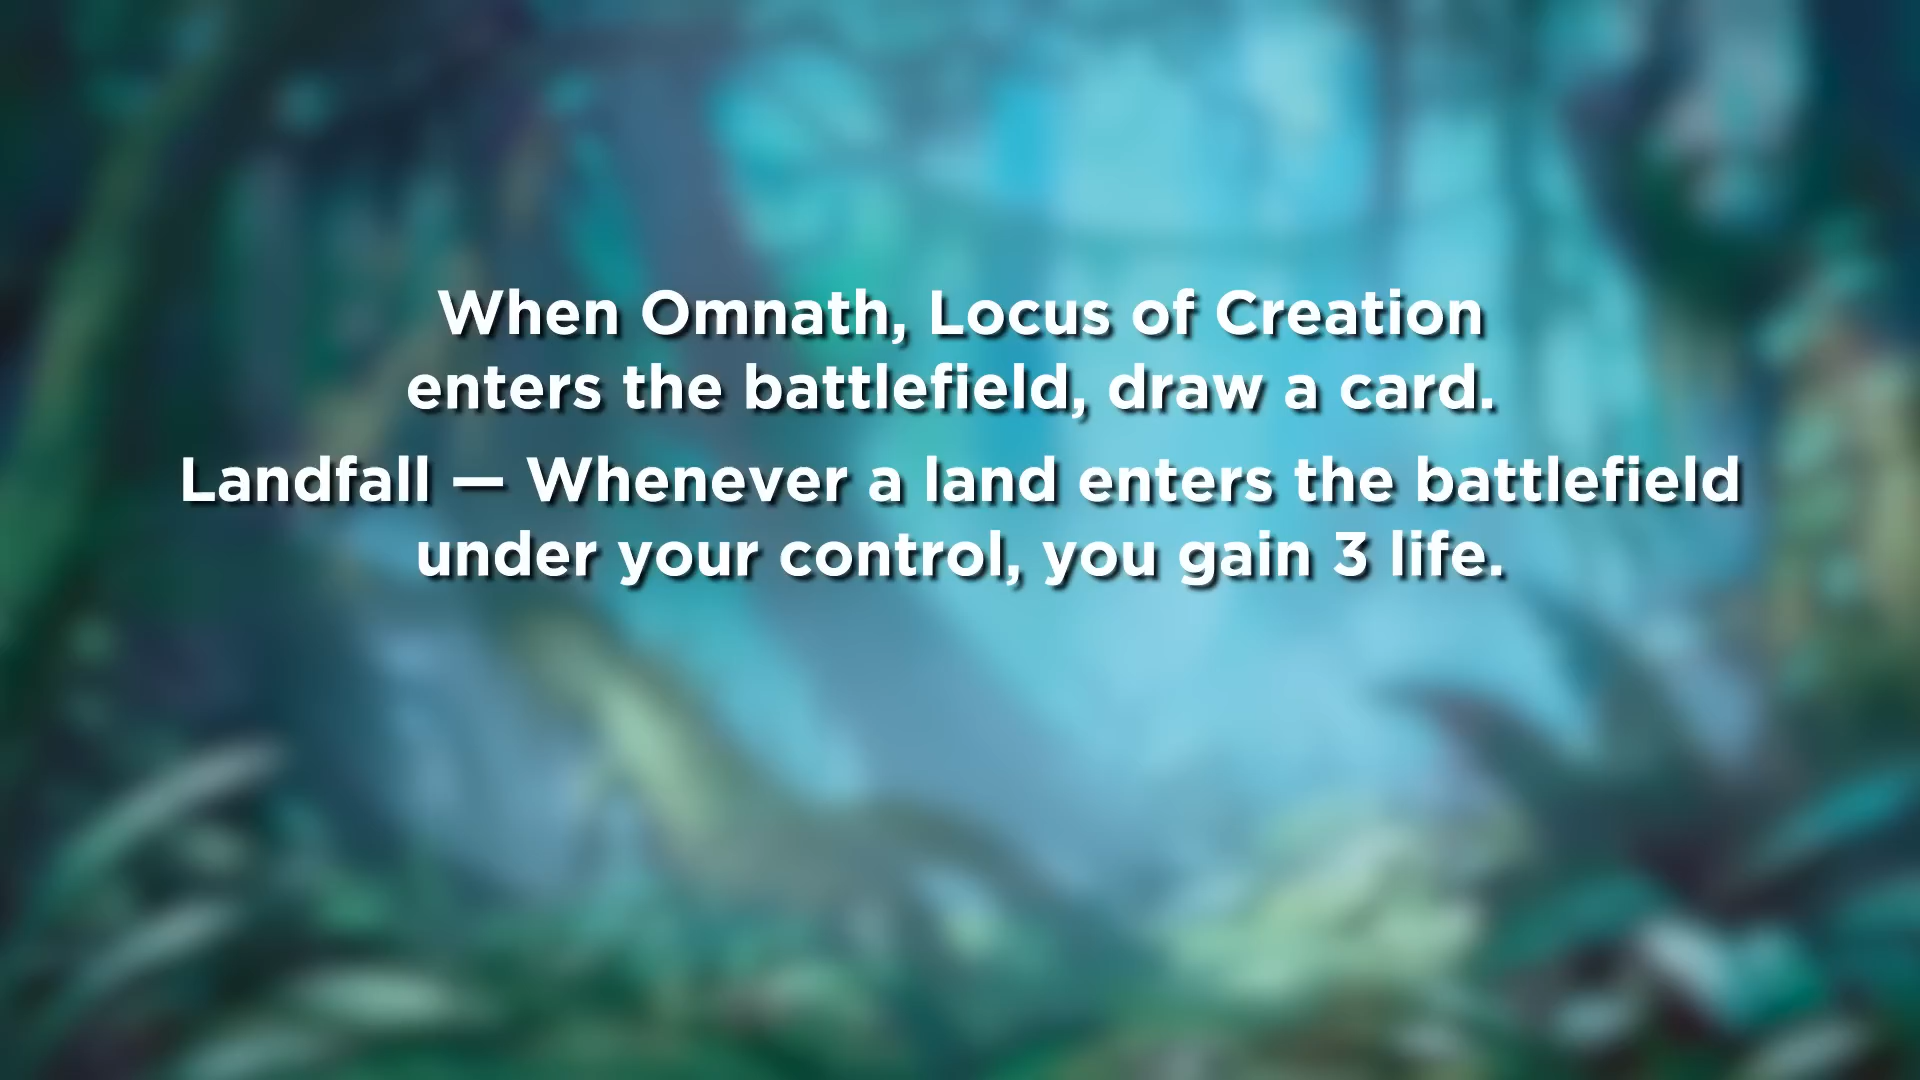 When Omnath, Locus of Creation
enters the battlefield, draw a card.
Landfall — Whenever a land enters the battlefield
under your control, you gain 3 life.